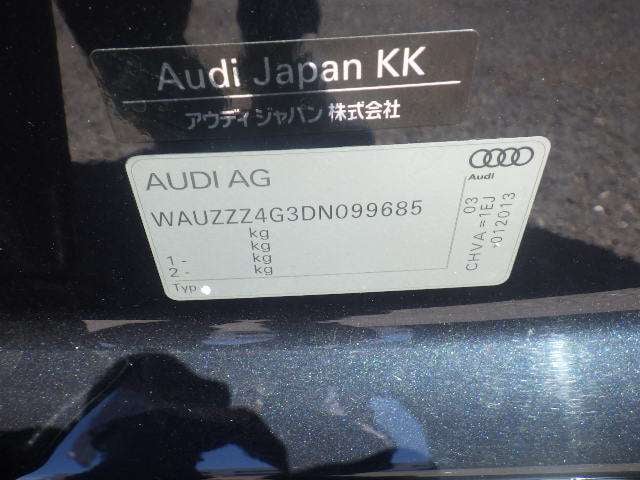 Audi Japan KK
アウディ ジャパン 株式会社
AUDI AG
Audi
WAUZZZ4G3DN099685
kg
kg
1 - kg
2 - kg
Typ
03
CHVA = 1EJ
*012013